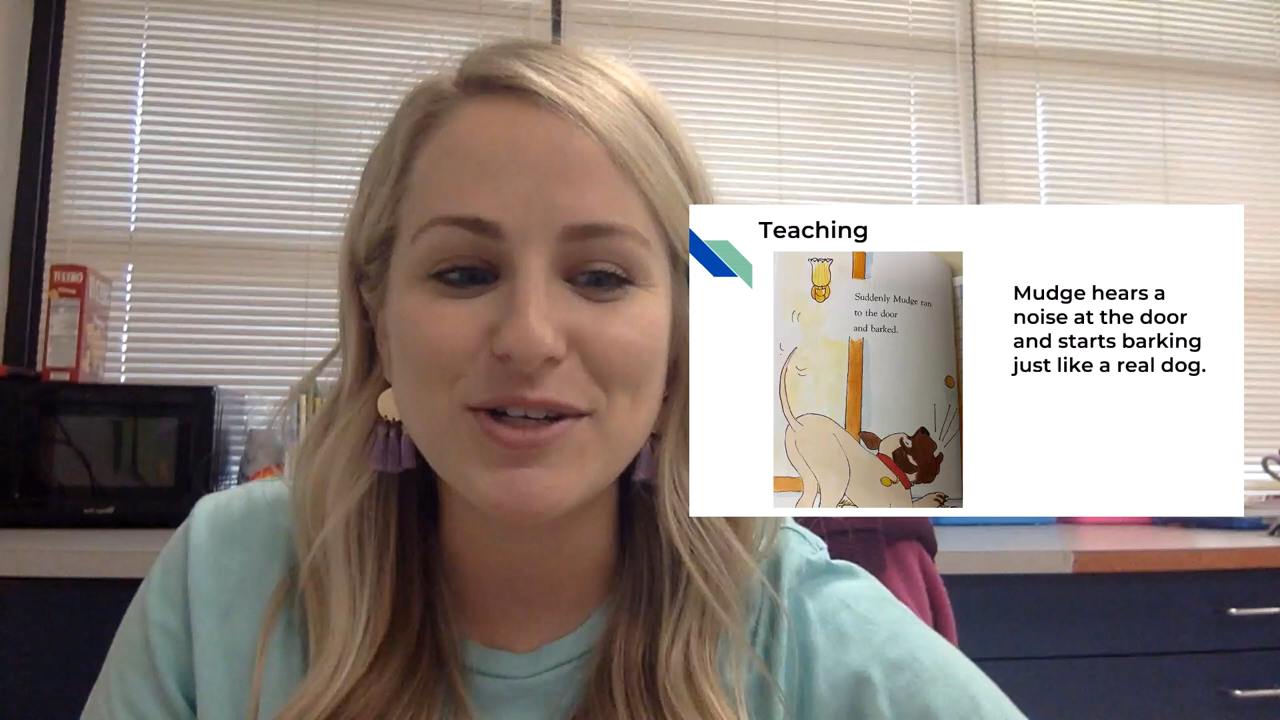 Teaching
Suddenly Mudge ran
to the door
and barked.
Mudge hears a
noise at the door
and starts barking
just like a real dog.